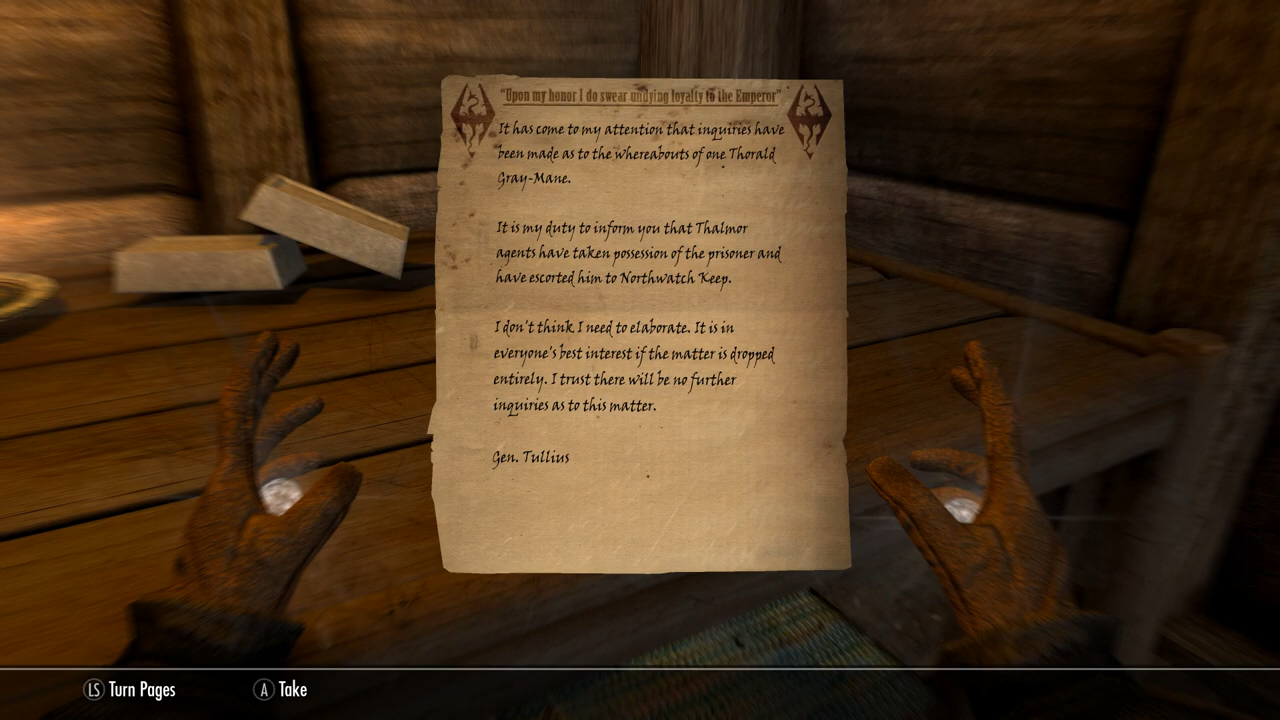 "Upon my honor I do swear undying loyalty to the Emperor"
It has come to my attention that inquiries have
been made as to the whereabouts of one Thorald
Gray-Mane.
It is my duty to inform you that Thalmor
agents have taken possession of the prisoner and
have escorted him to Northwatch Keep.
I don't think I need to elaborate. It is in
everyone's best interest if the matter is dropped
entirely. I trust there will be no further
inquiries as to this matter.
Gen. Tullius
LS Turn Pages
A Take